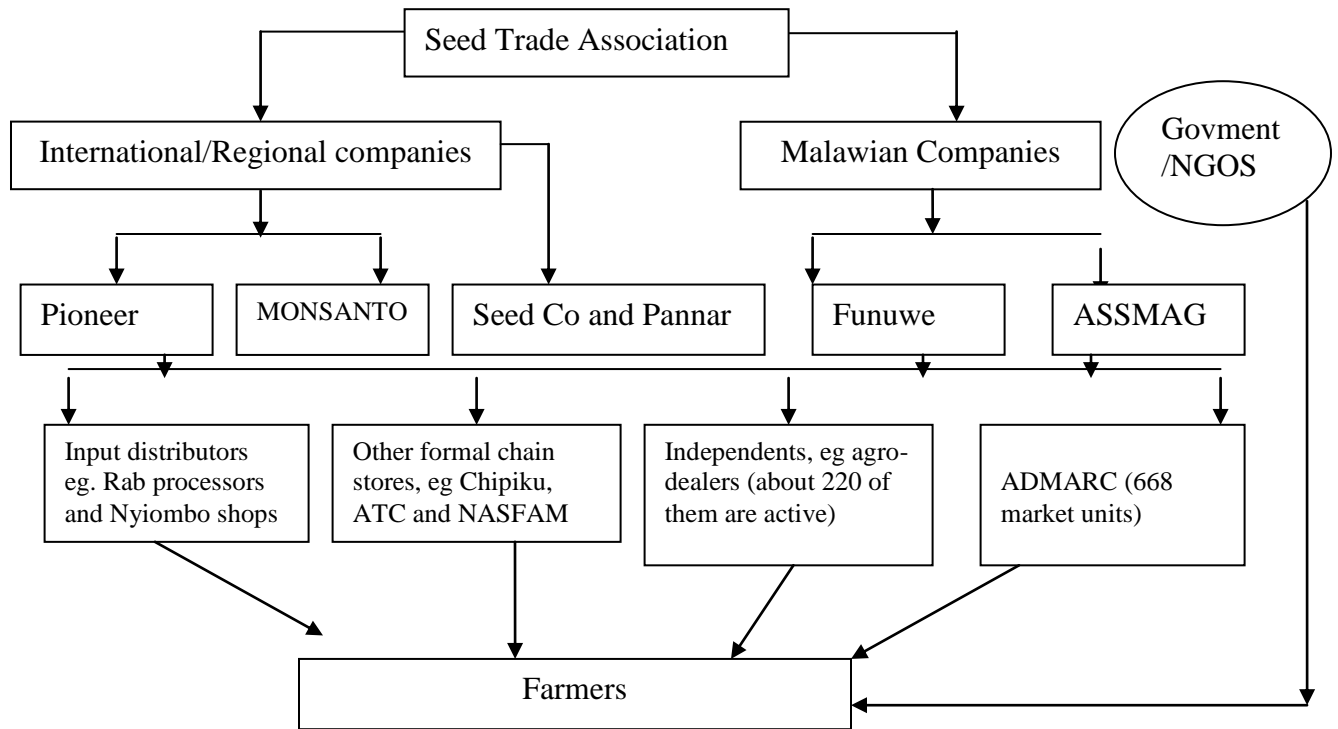 Seed Trade Association
International/Regional companies
Malawian Companies
Govment
/NGOS
Pioneer
MONSANTO
Seed Co and Pannar
Funuwe
ASSMAG
Input distributors
eg. Rab processors
and Nyiombo shops
Other formal chain
stores, eg Chipiku,
ATC and NASFAM
Independents, eg agro-
dealers (about 220 of
them are active)
ADMARC (668
market units)
Farmers